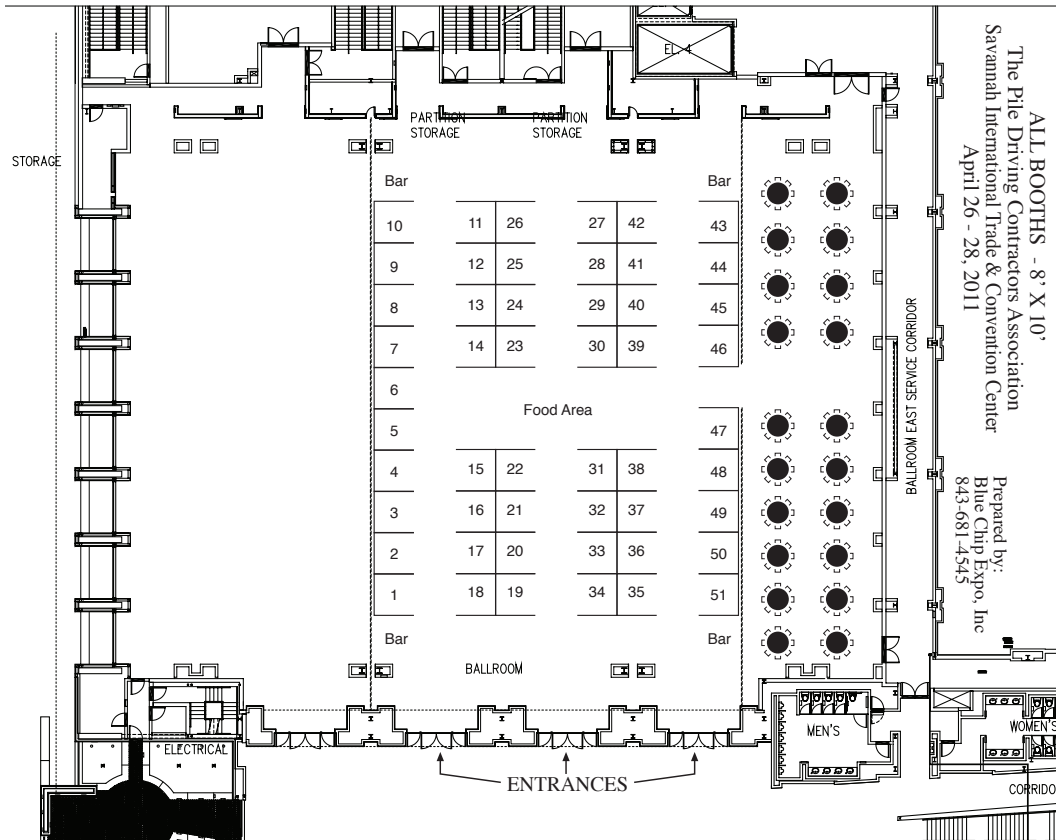 ALL BOOTHS - 8' X 10'
The Pile Driving Contractors Association
Savannah International Trade & Convention Center
April 26 - 28, 2011
Prepared by:
Blue Chip Expo, Inc
843-681-4545
EL. 4
STORAGE
PARTITION
STORAGE
PARTITION
STORAGE
Bar
Bar
10 11 26 27 42 43
9 12 25 28 41 44
8 13 24 29 40 45
7 14 23 30 39 46
6
Food Area
5 47
4 15 22 31 38 48
3 16 21 32 37 49
2 17 20 33 36 50
1 18 19 34 35 51
Bar
Bar
BALLROOM
BALLROOM EAST SERVICE CORRIDOR
ELECTRICAL
MEN'S
WOMEN'S
CORRIDO
ENTRANCES